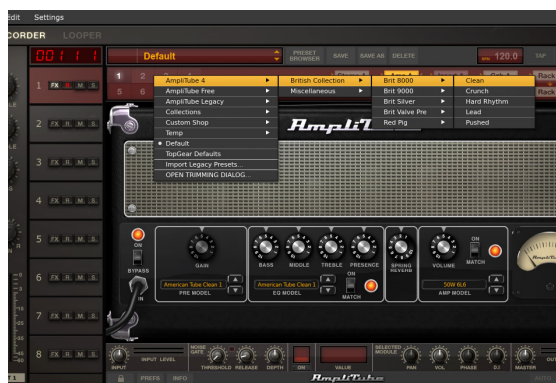 Edit Settings
CORDER LOOPER
001 1 1
Default
PRESET BROWSER SAVE SAVE AS DELETE
120.0 TAP
1 FX R M S
2 FX R M S
3 FX R M S
4 FX R M S
5 FX R M S
6 FX R M S
7 FX R M S
8 FX R M S
1 2
5 6
Rack
Rack
AmpliTube 4
AmpliTube Free
AmpliTube Legacy
Collections
Custom Shop
Temp
Default
TopGear Defaults
Import Legacy Presets...
OPEN TRIMMING DIALOG...
British Collection
Miscellaneous
Brit 8000
Brit 9000
Brit Silver
Brit Valve Pre
Red Pig
Clean
Crunch
Hard Rhythm
Lead
Pushed
ON
BYPASS
IN
GAIN
American Tube Clean 1
PRE MODEL
BASS MIDDLE TREBLE PRESENCE
American Tube Clean 1
EQ MODEL
ON
MATCH
SPRING REVERB
VOLUME
ON
MATCH
50W 6L6
AMP MODEL
INPUT
INPUT LEVEL
NOISE GATE
THRESHOLD RELEASE DEPTH
ON
VALUE
SELECTED MODULE
PAN VOL PHASE D.I
MASTER
PREFS INFO
AmpliTube